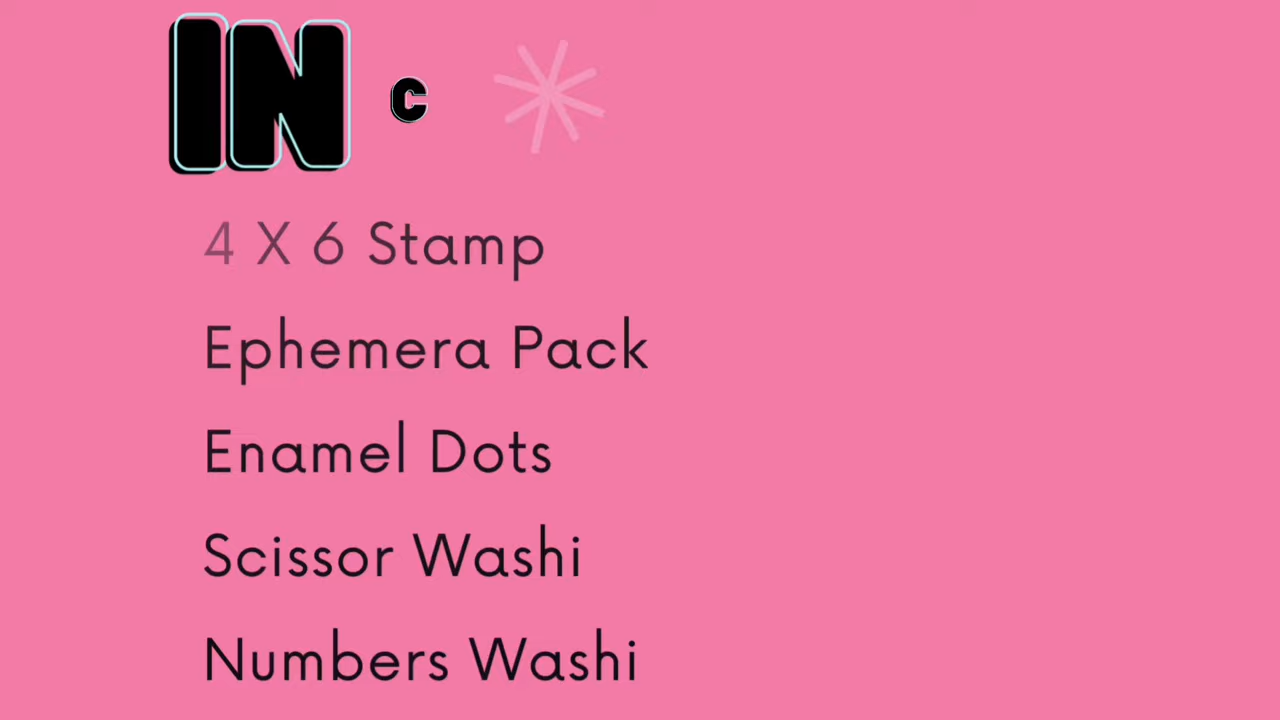 IN C
4 X 6 Stamp
Ephemera Pack
Enamel Dots
Scissor Washi
Numbers Washi